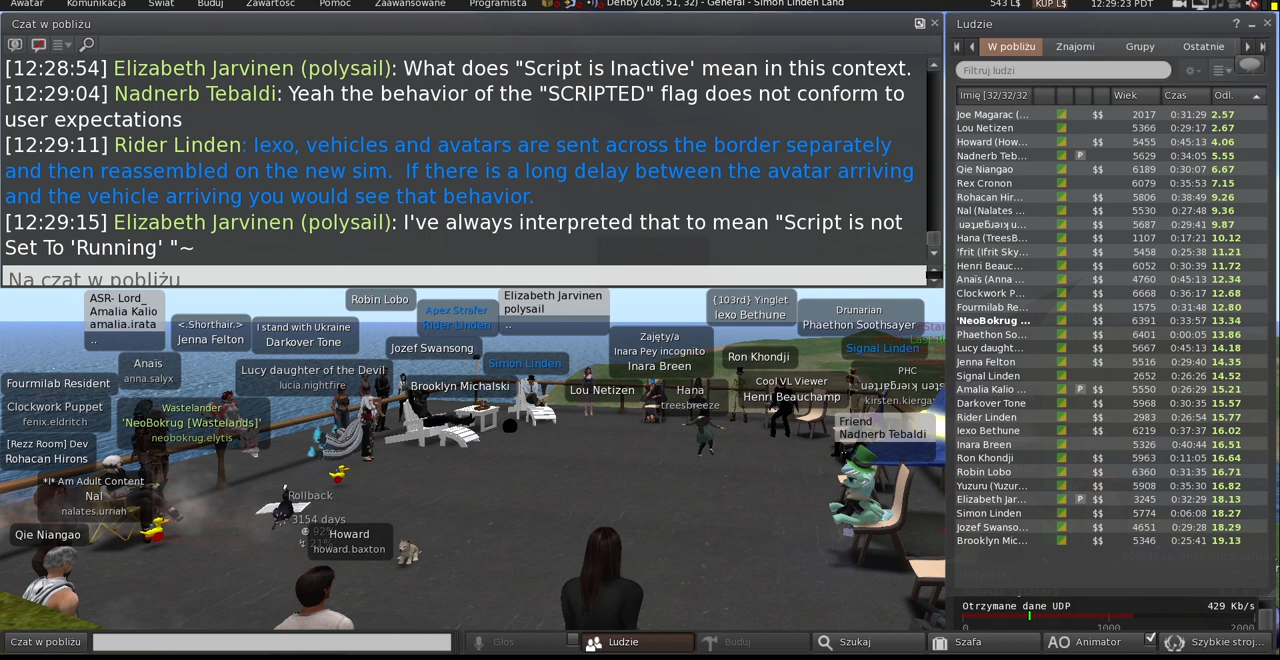 Awatar Komunikacja Świat Buduj Zawartość Pomoc Zaawansowane Programista Denby (208, 51, 32) - General - Simon Linden Land 543 L$ KUP L$ 12:29:23 PDT
Czat w pobliżu
[12:28:54] Elizabeth Jarvinen (polysail): What does "Script is Inactive' mean in this context.
[12:29:04] Nadnerb Tebaldi: Yeah the behavior of the "SCRIPTED" flag does not conform to
user expectations
[12:29:11] Rider Linden: Iexo, vehicles and avatars are sent across the border separately
and then reassembled on the new sim.  If there is a long delay between the avatar arriving
and the vehicle arriving you would see that behavior.
[12:29:15] Elizabeth Jarvinen (polysail): I've always interpreted that to mean "Script is not
Set To 'Running' "~
Na czat w pobliżu
ASR- Lord_
Amalia Kalio
amalia.irata
..
Robin Lobo
Apex Strafer
Rider Linden
Elizabeth Jarvinen
polysail
..
{103rd} Yinglet
Iexo Bethune
Drunarian
Phaethon Soothsayer
<.Shorthair.>
Jenna Felton
I stand with Ukraine
Darkover Tone
Jozef Swansong
Simon Linden
Zajęty/a
Inara Pey incognito
Inara Breen
Ron Khondji
Signal Linden
Anaïs
anna.salyx
Lucy daughter of the Devil
lucia.nightfire
Brooklyn Michalski
Lou Netizen
Hana
treesbreeze
Cool VL Viewer
Henri Beauchamp
PHC
kirsten.kierga
Fourmilab Resident
Clockwork Puppet
fenix.eldritch
Wastelander
'NeoBokrug [Wastelands]'
neobokrug.elytis
Friend
Nadnerb Tebaldi
[Rezz Room] Dev
Rohacan Hirons
*I* Am Adult Content
Nal
nalates.urriah
Qie Niangao
Rollback
3154 days
92%
21%
Howard
howard.baxton
Ludzie
W pobliżu Znajomi Grupy Ostatnie
Filtruj ludzi
Imię [32/32/32 Wiek Czas Odl.
Joe Magarac (... $$ 2017 0:31:29 2.57
Lou Netizen 5366 0:29:17 2.67
Howard (How... $$ 5455 0:45:13 4.06
Nadnerb Teb... P 5629 0:34:05 5.55
Qie Niangao $$ 6189 0:30:07 6.67
Rex Cronon 6079 0:35:53 7.15
Rohacan Hir... $$ 5806 0:38:49 9.26
Nal (Nalates ... $$ 5530 0:27:48 9.36
$$ 5687 0:29:41 9.87
Hana (TreesB... 1107 0:17:21 10.12
'frit (Ifrit Sky... $$ 5458 0:25:38 11.21
Henri Beauc... $$ 6052 0:30:39 11.72
Anaïs (Anna ... $$ 4760 0:45:13 12.34
Clockwork P... $$ 6668 0:36:17 12.68
Fourmilab Re... $$ 1575 0:31:48 12.80
'NeoBokrug ... $$ 6391 0:33:57 13.34
Phaethon So... $$ 6401 0:40:05 13.86
Lucy daught... $$ 5667 0:45:13 14.18
Jenna Felton $$ 5516 0:29:40 14.35
Signal Linden 2652 0:26:26 14.52
Amalia Kalio ... P $$ 5550 0:26:29 15.21
Darkover Tone $$ 5968 0:30:35 15.57
Rider Linden 2983 0:26:54 15.77
Iexo Bethune $$ 6219 0:37:37 16.02
Inara Breen 5326 0:40:44 16.51
Ron Khondji $$ 5963 0:11:05 16.64
Robin Lobo $$ 6360 0:31:35 16.71
Yuzuru (Yuzur... $$ 5908 0:35:30 16.82
Elizabeth Jar... P $$ 3245 0:32:29 18.13
Simon Linden $$ 5774 0:06:08 18.27
Jozef Swanso... $$ 4651 0:29:28 18.29
Brooklyn Mic... $$ 5346 0:25:41 19.13
Otrzymane dane UDP 429 Kb/s
0 1000 2000
Czat w pobliżu Głos Ludzie Buduj Szukaj Szafa AO Animator Szybkie stroj...